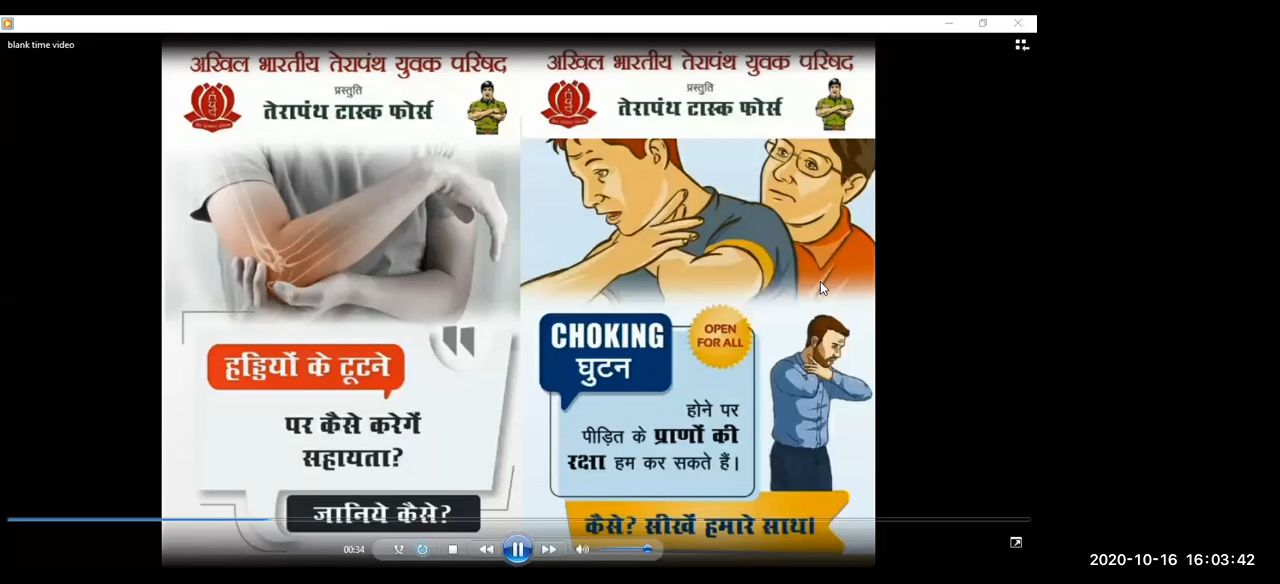 blank time video
अखिल भारतीय तेरापंथ युवक परिषद
प्रस्तुति
तेरापंथ टास्क फोर्स
हड्डियों के टूटने
पर कैसे करेगें
सहायता?
जानिये कैसे?
अखिल भारतीय तेरापंथ युवक परिषद
प्रस्तुति
तेरापंथ टास्क फोर्स
CHOKING
घुटन
OPEN
FOR ALL
होने पर
पीड़ित के प्राणों की
रक्षा हम कर सकते हैं।
कैसे? सीखें हमारे साथ।
00:34
2020-10-16 16:03:42